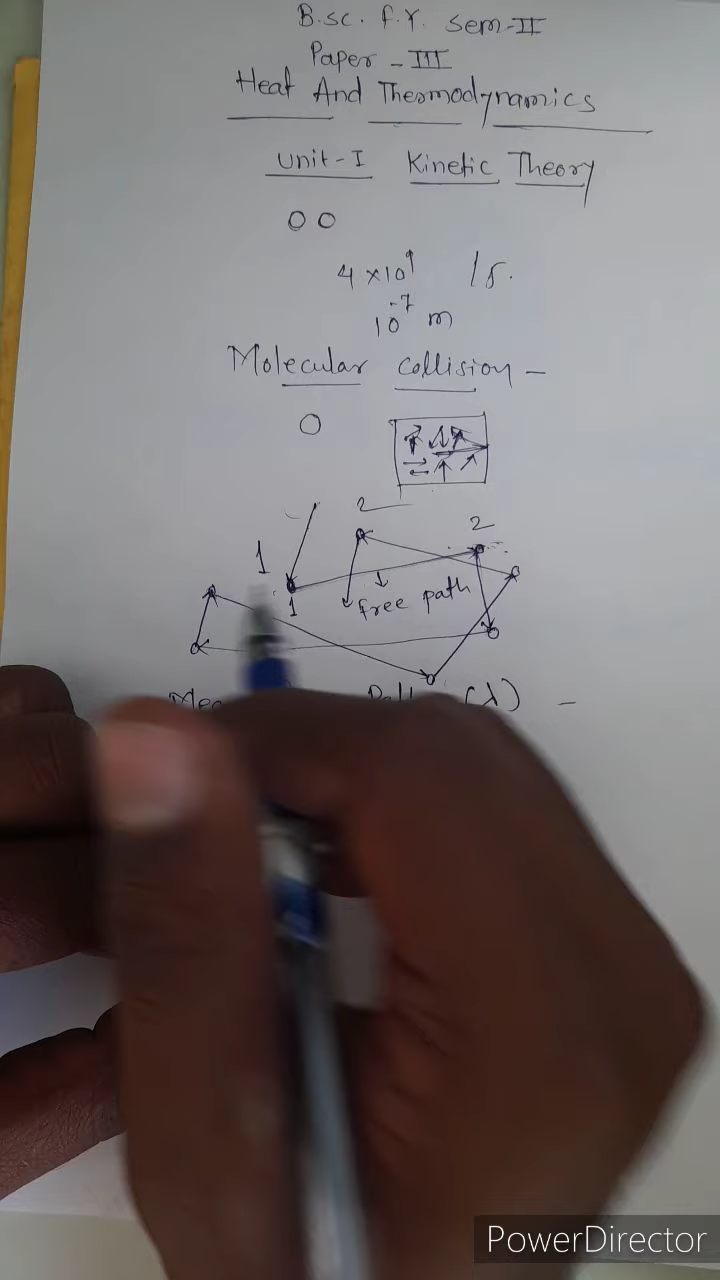 B.sc. F.Y. Sem-II
Paper - III
Heat And Thermodynamics
Unit-I Kinetic Theory
4 ×10⁹ /s.
10⁻⁷ m
Molecular Collision -
2
2
1
1
free path
(λ) -
PowerDirector